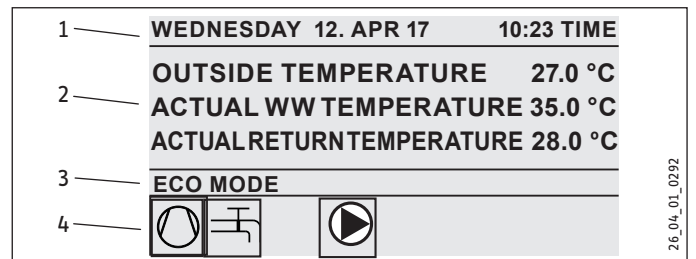 1 WEDNESDAY 12. APR 17 10:23 TIME
2 OUTSIDE TEMPERATURE 27.0 °C
ACTUAL WW TEMPERATURE 35.0 °C
ACTUAL RETURN TEMPERATURE 28.0 °C
3 ECO MODE
4
26_04_01_0292